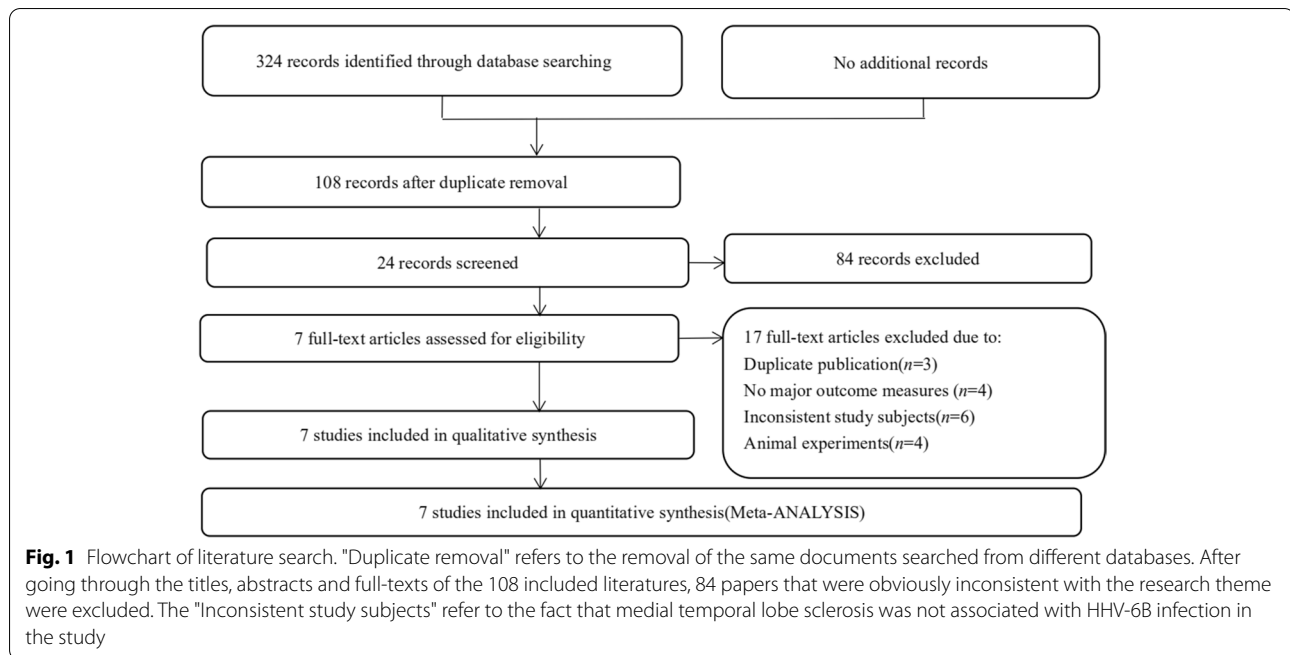 324 records identified through database searching
No additional records
108 records after duplicate removal
24 records screened
84 records excluded
7 full-text articles assessed for eligibility
17 full-text articles excluded due to:
Duplicate publication(n=3)
No major outcome measures (n=4)
Inconsistent study subjects(n=6)
Animal experiments(n=4)
7 studies included in qualitative synthesis
7 studies included in quantitative synthesis(Meta-ANALYSIS)
Fig. 1 Flowchart of literature search. "Duplicate removal" refers to the removal of the same documents searched from different databases. After
going through the titles, abstracts and full-texts of the 108 included literatures, 84 papers that were obviously inconsistent with the research theme
were excluded. The "Inconsistent study subjects" refer to the fact that medial temporal lobe sclerosis was not associated with HHV-6B infection in
the study